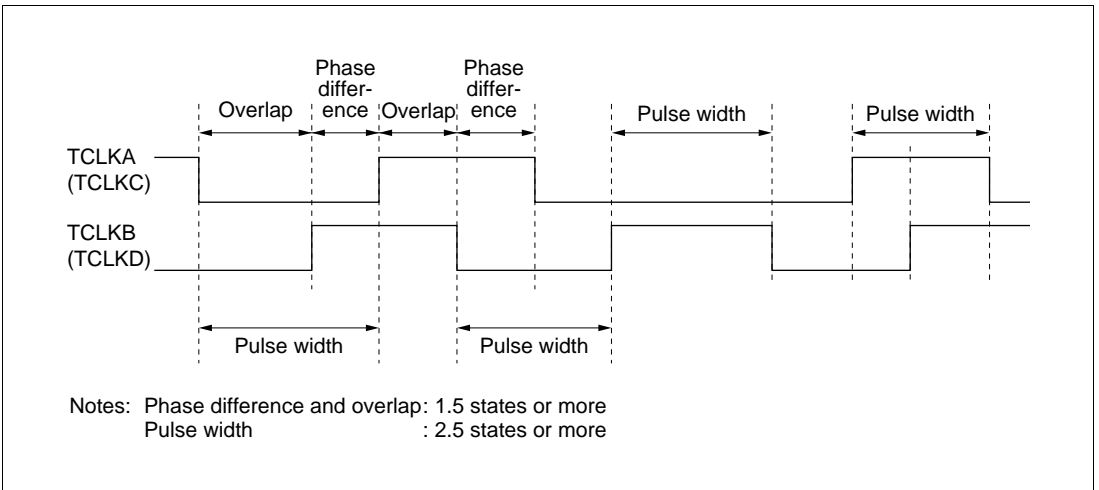 Phase
differ-
ence
Phase
differ-
ence
Overlap
Overlap
Pulse width
Pulse width
TCLKA
(TCLKC)
TCLKB
(TCLKD)
Pulse width
Pulse width
Notes: Phase difference and overlap: 1.5 states or more
Pulse width : 2.5 states or more